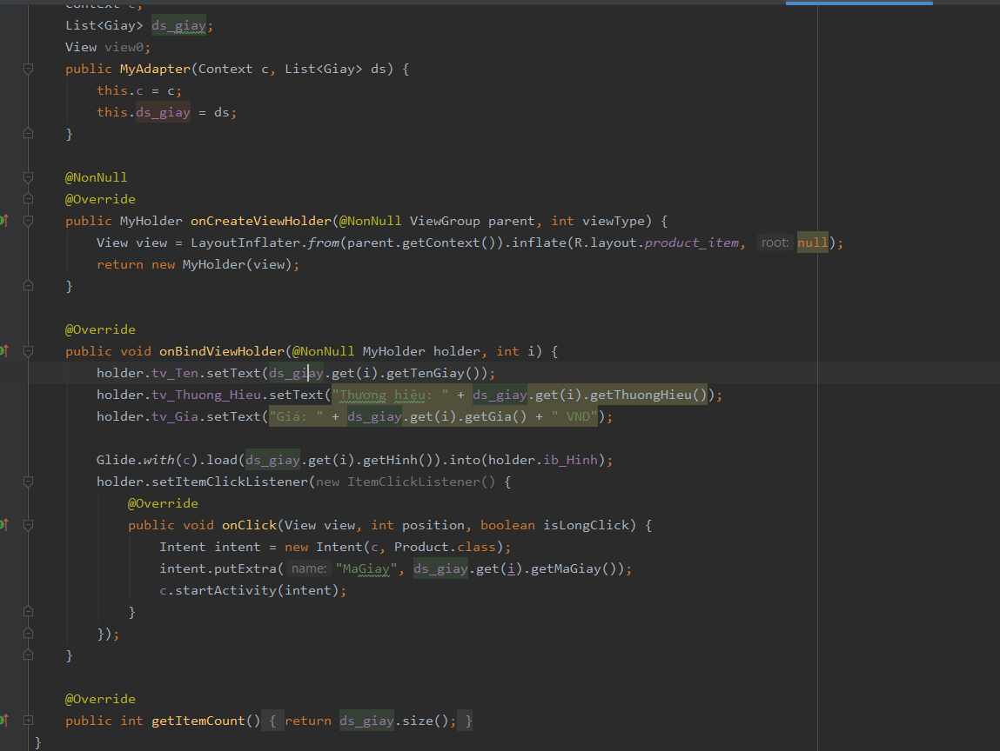 Context c;
    List<Giay> ds_giay;
    View view0;
    public MyAdapter(Context c, List<Giay> ds) {
        this.c = c;
        this.ds_giay = ds;
    }
    @NonNull
    @Override
    public MyHolder onCreateViewHolder(@NonNull ViewGroup parent, int viewType) {
        View view = LayoutInflater.from(parent.getContext()).inflate(R.layout.product_item, root: null);
        return new MyHolder(view);
    }
    @Override
    public void onBindViewHolder(@NonNull MyHolder holder, int i) {
        holder.tv_Ten.setText(ds_giay.get(i).getTenGiay());
        holder.tv_Thuong_Hieu.setText("Thương hiệu: " + ds_giay.get(i).getThuongHieu());
        holder.tv_Gia.setText("Giá: " + ds_giay.get(i).getGia() + " VND");
        Glide.with(c).load(ds_giay.get(i).getHinh()).into(holder.ib_Hinh);
        holder.setItemClickListener(new ItemClickListener() {
            @Override
            public void onClick(View view, int position, boolean isLongClick) {
                Intent intent = new Intent(c, Product.class);
                intent.putExtra( name: "MaGiay", ds_giay.get(i).getMaGiay());
                c.startActivity(intent);
            }
        });
    }
    @Override
    public int getItemCount() { return ds_giay.size(); }
}